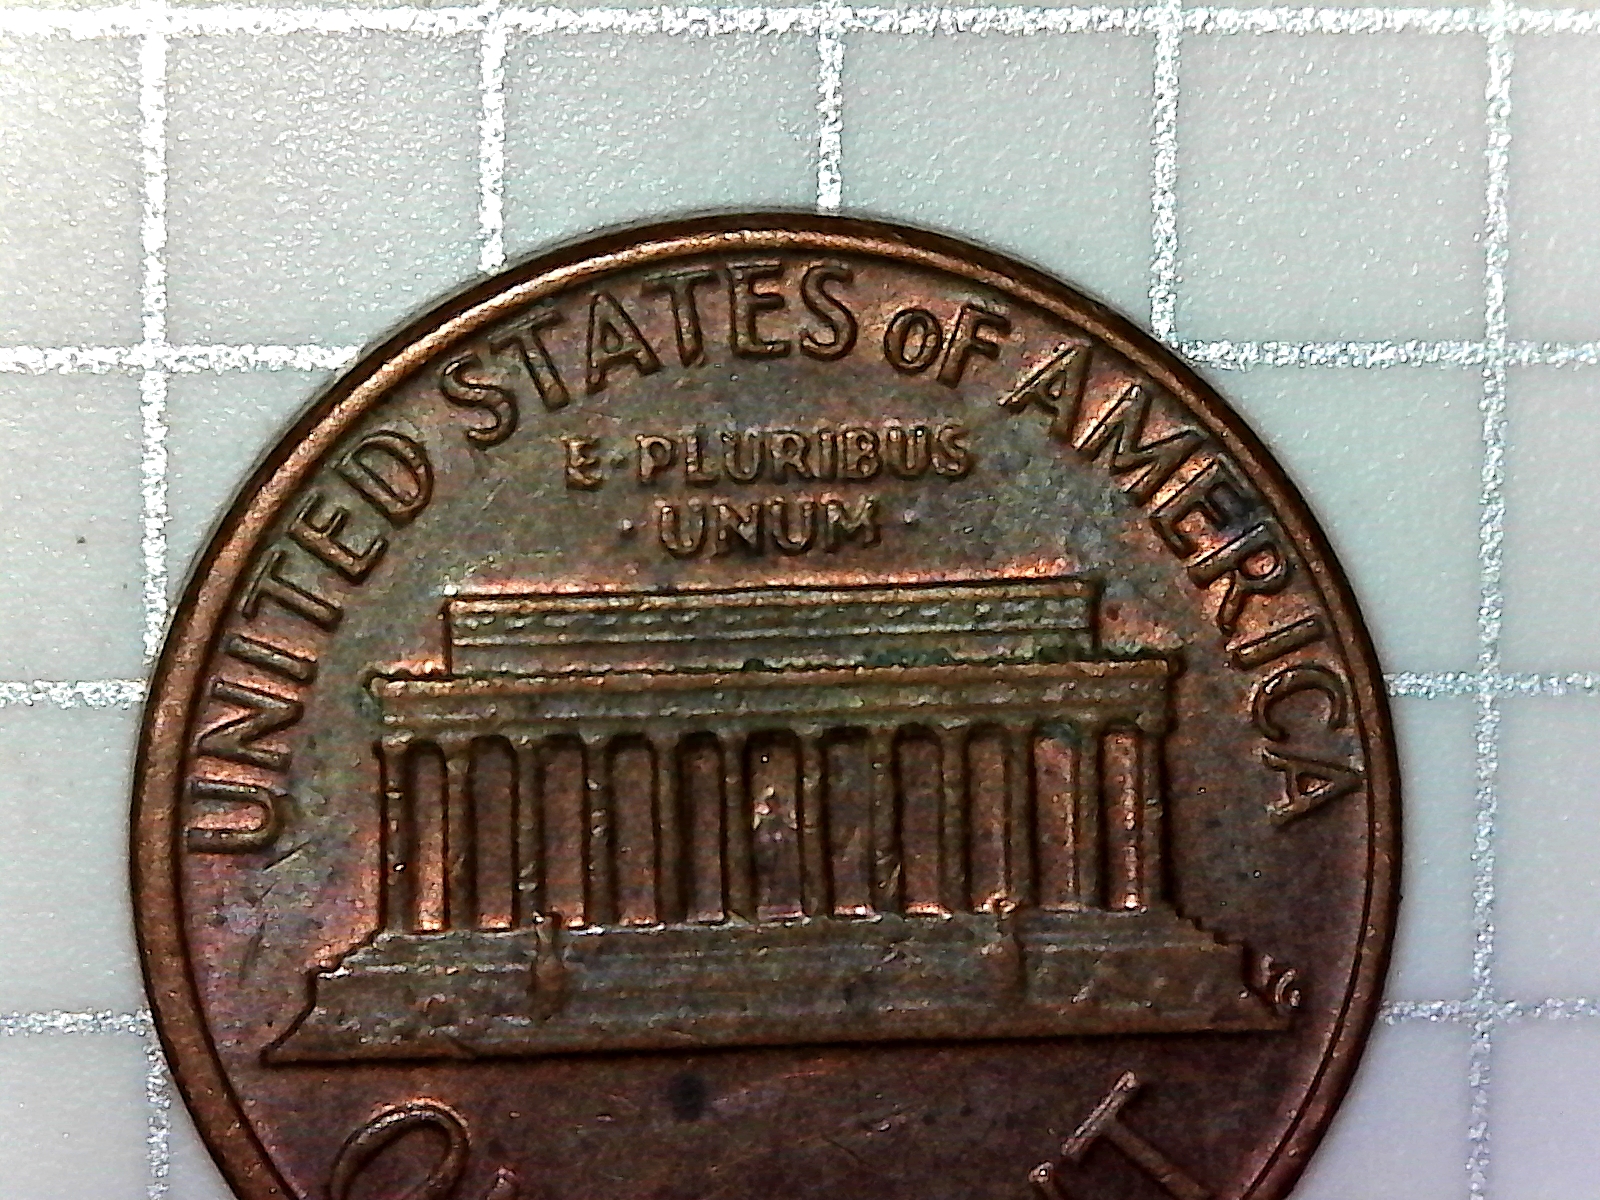 UNITED STATES OF AMERICA
E·PLURIBUS
·UNUM·